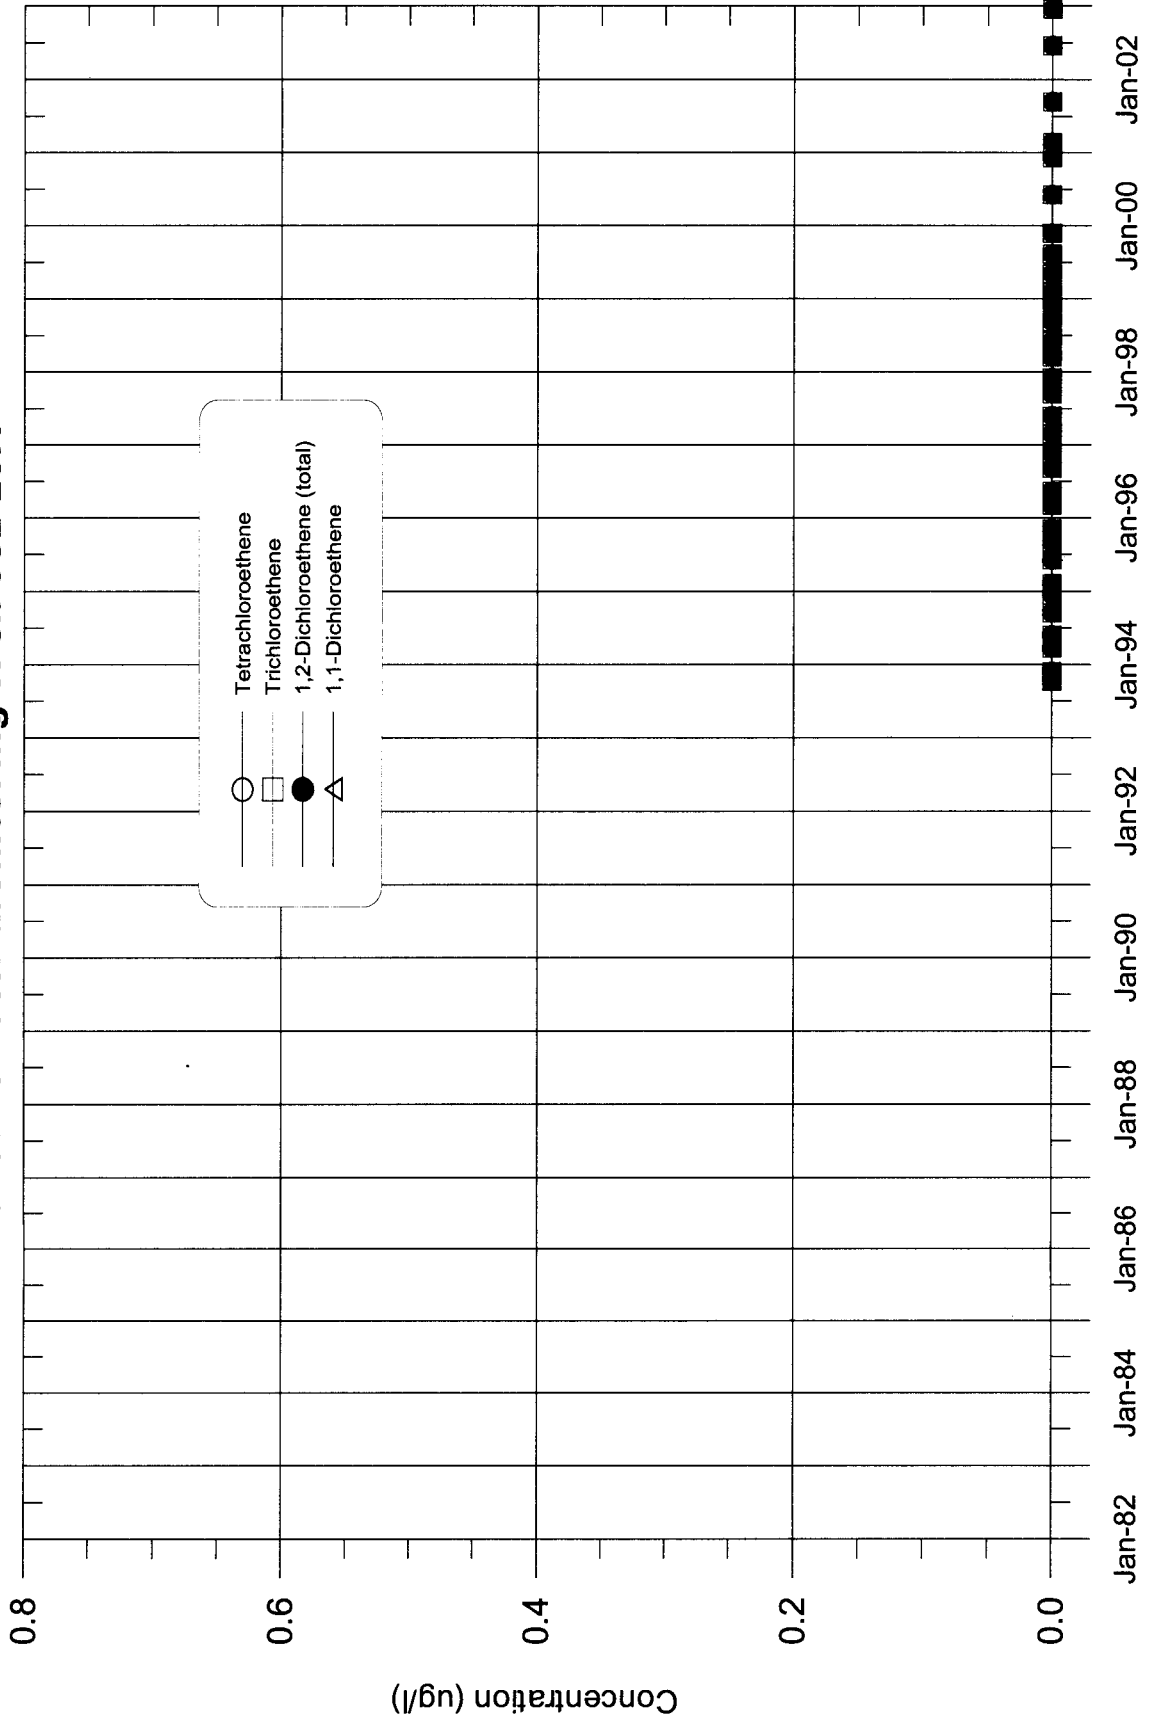 0.8
0.6
0.4
0.2
0.0
Concentration (ug/l)
Tetrachloroethene
Trichloroethene
1,2-Dichloroethene (total)
1,1-Dichloroethene
Jan-82 Jan-84 Jan-86 Jan-88 Jan-90 Jan-92 Jan-94 Jan-96 Jan-98 Jan-00 Jan-02